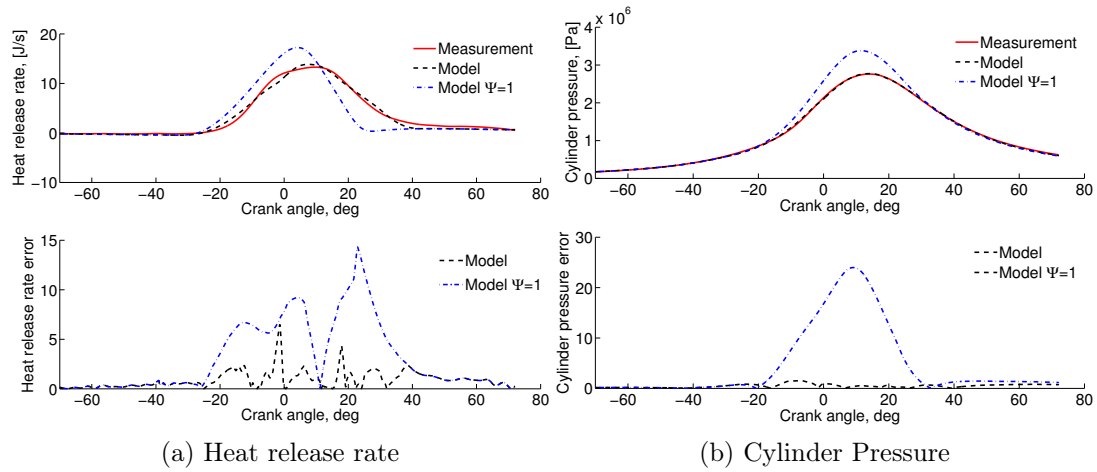 Heat release rate, [J/s]
20
10
0
−10
−60
−40
−20
0
20
40
60
80
Crank angle, deg
Measurement
Model
Model Ψ=1
Cylinder pressure, [Pa]
x 10^6
4
3
2
1
0
−60
−40
−20
0
20
40
60
80
Crank angle, deg
Measurement
Model
Model Ψ=1
Heat release rate error
15
10
5
0
−60
−40
−20
0
20
40
60
80
Crank angle, deg
Model
Model Ψ=1
Cylinder pressure error
30
20
10
0
−60
−40
−20
0
20
40
60
80
Crank angle, deg
Model
Model Ψ=1
(a) Heat release rate
(b) Cylinder Pressure